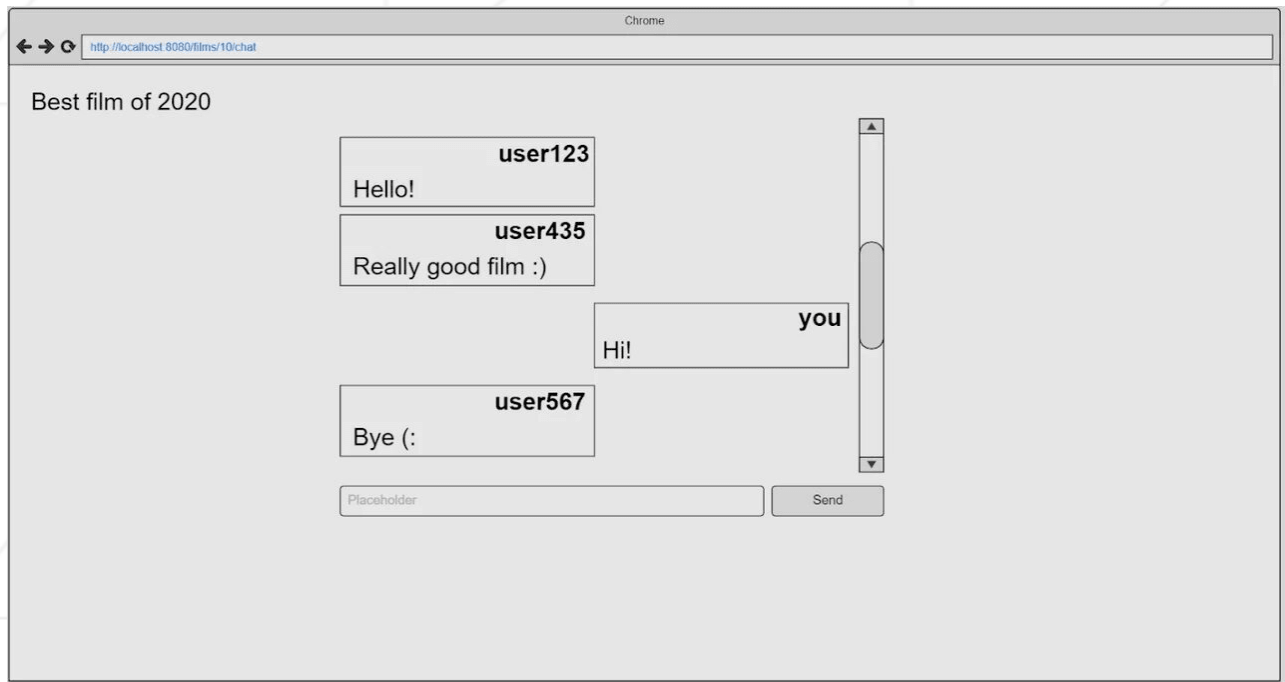 Chrome
http://localhost:8080/films/10/chat
Best film of 2020
user123
Hello!
user435
Really good film :)
you
Hi!
user567
Bye (:
Placeholder
Send